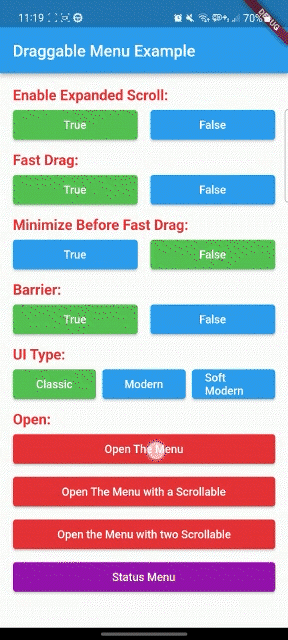 11:19 70%
DEBUG
Draggable Menu Example
Enable Expanded Scroll:
True False
Fast Drag:
True False
Minimize Before Fast Drag:
True False
Barrier:
True False
UI Type:
Classic Modern Soft
Modern
Open:
Open The Menu
Open The Menu with a Scrollable
Open the Menu with two Scrollable
Status Menu